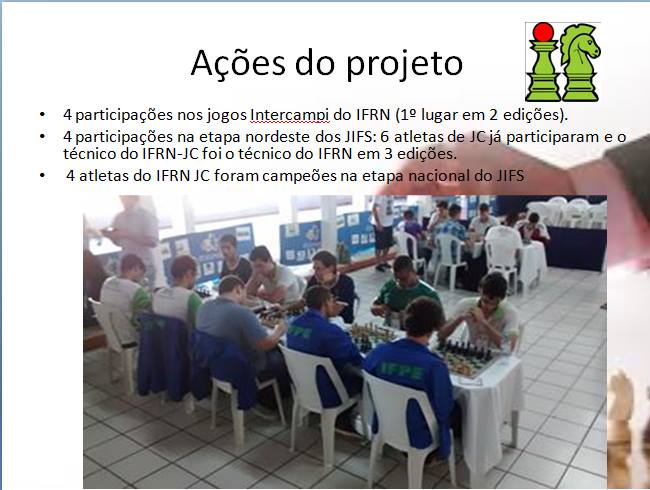 Ações do projeto
• 4 participações nos jogos Intercampi do IFRN (1º lugar em 2 edições).
• 4 participações na etapa nordeste dos JIFS: 6 atletas de JC já participaram e o
técnico do IFRN-JC foi o técnico do IFRN em 3 edições.
• 4 atletas do IFRN JC foram campeões na etapa nacional do JIFS
IFPE
IFPE